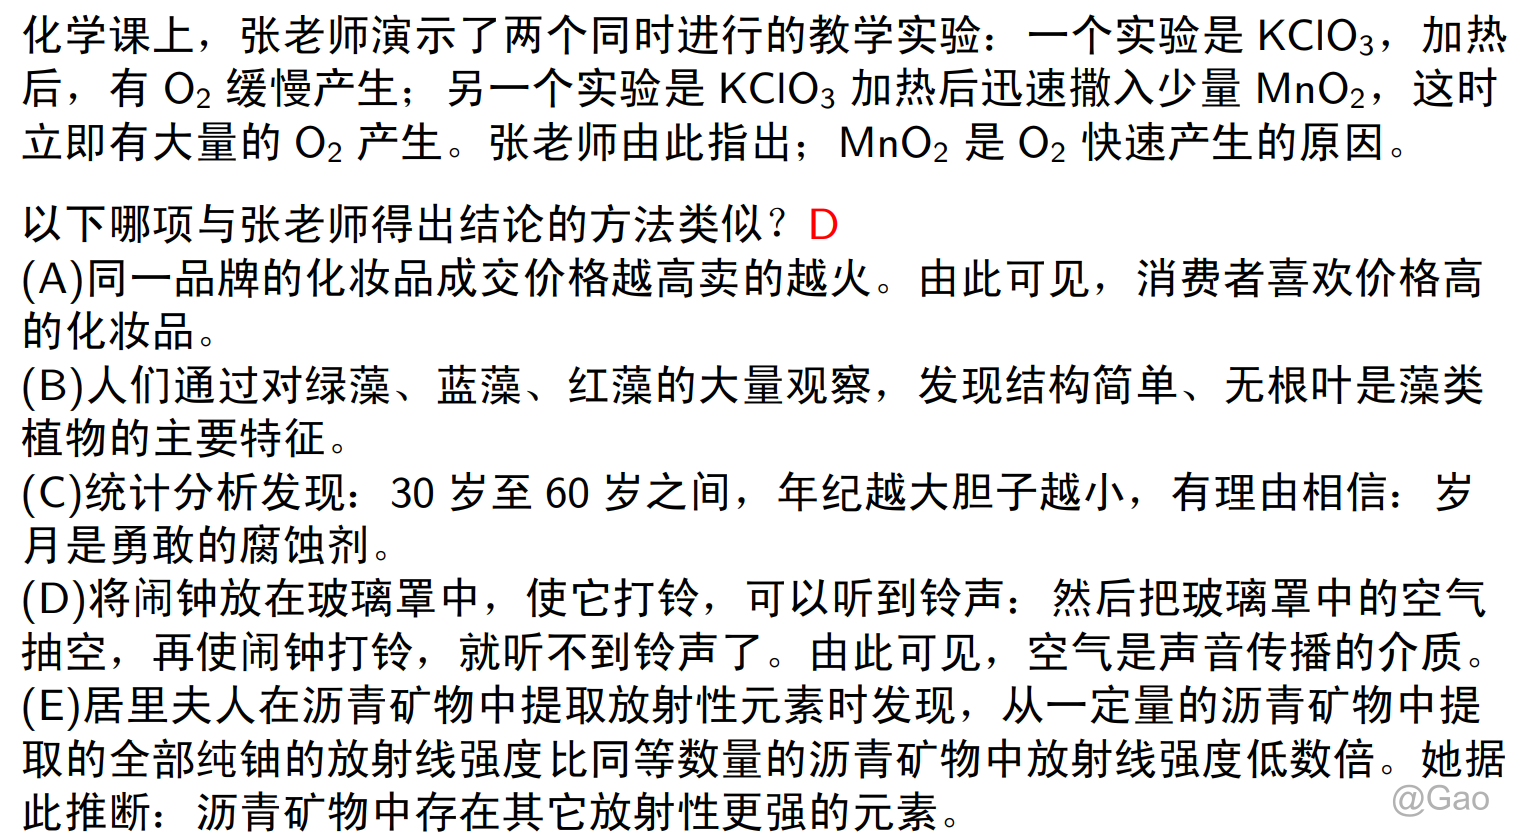 化学课上，张老师演示了两个同时进行的教学实验：一个实验是 KClO₃，加热
后，有 O₂ 缓慢产生；另一个实验是 KClO₃ 加热后迅速撒入少量 MnO₂，这时
立即有大量的 O₂ 产生。张老师由此指出；MnO₂ 是 O₂ 快速产生的原因。
以下哪项与张老师得出结论的方法类似？D
(A)同一品牌的化妆品成交价格越高卖的越火。由此可见，消费者喜欢价格高
的化妆品。
(B)人们通过对绿藻、蓝藻、红藻的大量观察，发现结构简单、无根叶是藻类
植物的主要特征。
(C)统计分析发现：30 岁至 60 岁之间，年纪越大胆子越小，有理由相信：岁
月是勇敢的腐蚀剂。
(D)将闹钟放在玻璃罩中，使它打铃，可以听到铃声：然后把玻璃罩中的空气
抽空，再使闹钟打铃，就听不到铃声了。由此可见，空气是声音传播的介质。
(E)居里夫人在沥青矿物中提取放射性元素时发现，从一定量的沥青矿物中提
取的全部纯铀的放射线强度比同等数量的沥青矿物中放射线强度低数倍。她据
此推断：沥青矿物中存在其它放射性更强的元素。
@Gao